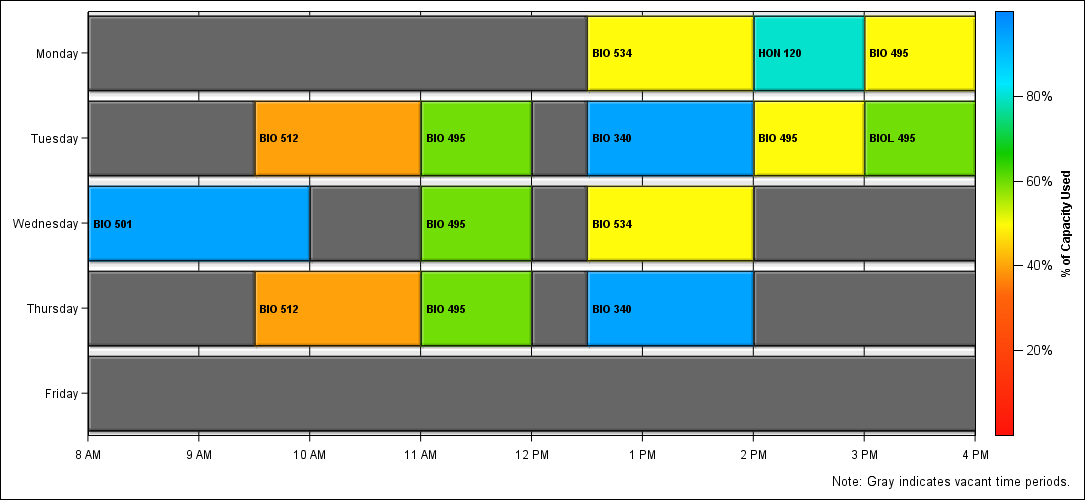 Monday
BIO 534
HON 120
BIO 495
Tuesday
BIO 512
BIO 495
BIO 340
BIO 495
BIOL 495
Wednesday
BIO 501
BIO 495
BIO 534
Thursday
BIO 512
BIO 495
BIO 340
Friday
8 AM
9 AM
10 AM
11 AM
12 PM
1 PM
2 PM
3 PM
4 PM
80%
60%
40%
20%
% of Capacity Used
Note: Gray indicates vacant time periods.